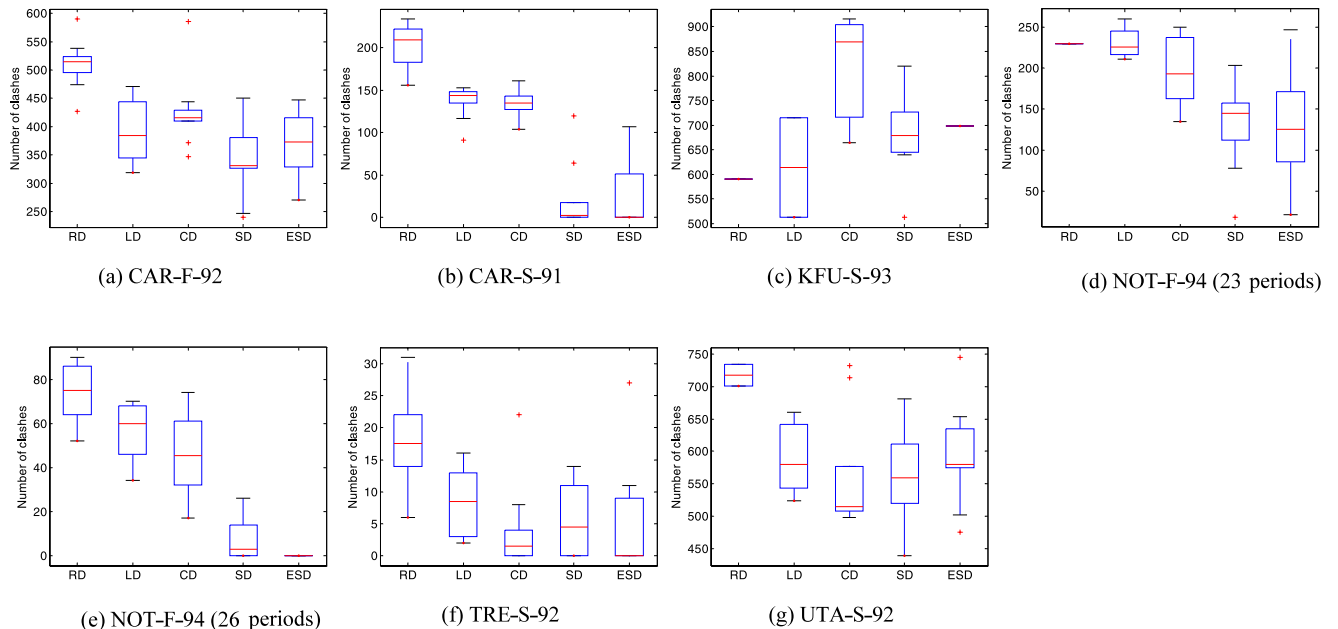 Number of clashes
600
550
500
450
400
350
300
250
RD LD CD SD ESD
(a) CAR-F-92
Number of clashes
200
150
100
50
0
RD LD CD SD ESD
(b) CAR-S-91
Number of clashes
900
850
800
750
700
650
600
550
500
RD LD CD SD ESD
(c) KFU-S-93
Number of clashes
250
200
150
100
50
RD LD CD SD ESD
(d) NOT-F-94 (23 periods)
Number of clashes
80
60
40
20
0
RD LD CD SD ESD
(e) NOT-F-94 (26 periods)
Number of clashes
30
25
20
15
10
5
0
RD LD CD SD ESD
(f) TRE-S-92
Number of clashes
750
700
650
600
550
500
450
RD LD CD SD ESD
(g) UTA-S-92